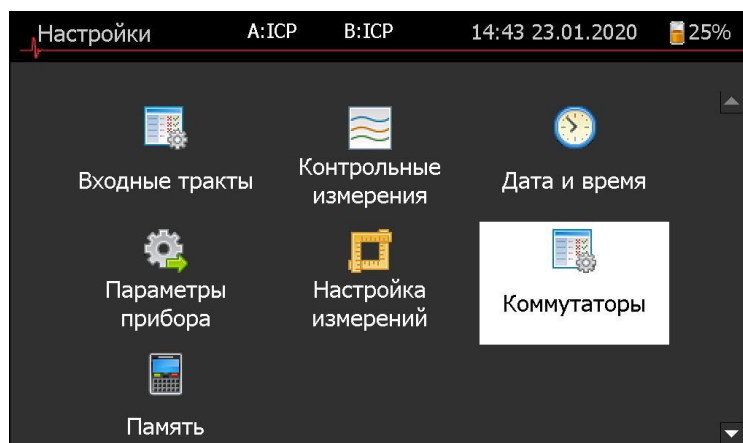 Настройки A:ICP B:ICP 14:43 23.01.2020 25%
Входные тракты
Контрольные
измерения
Дата и время
Параметры
прибора
Настройка
измерений
Коммутаторы
Память